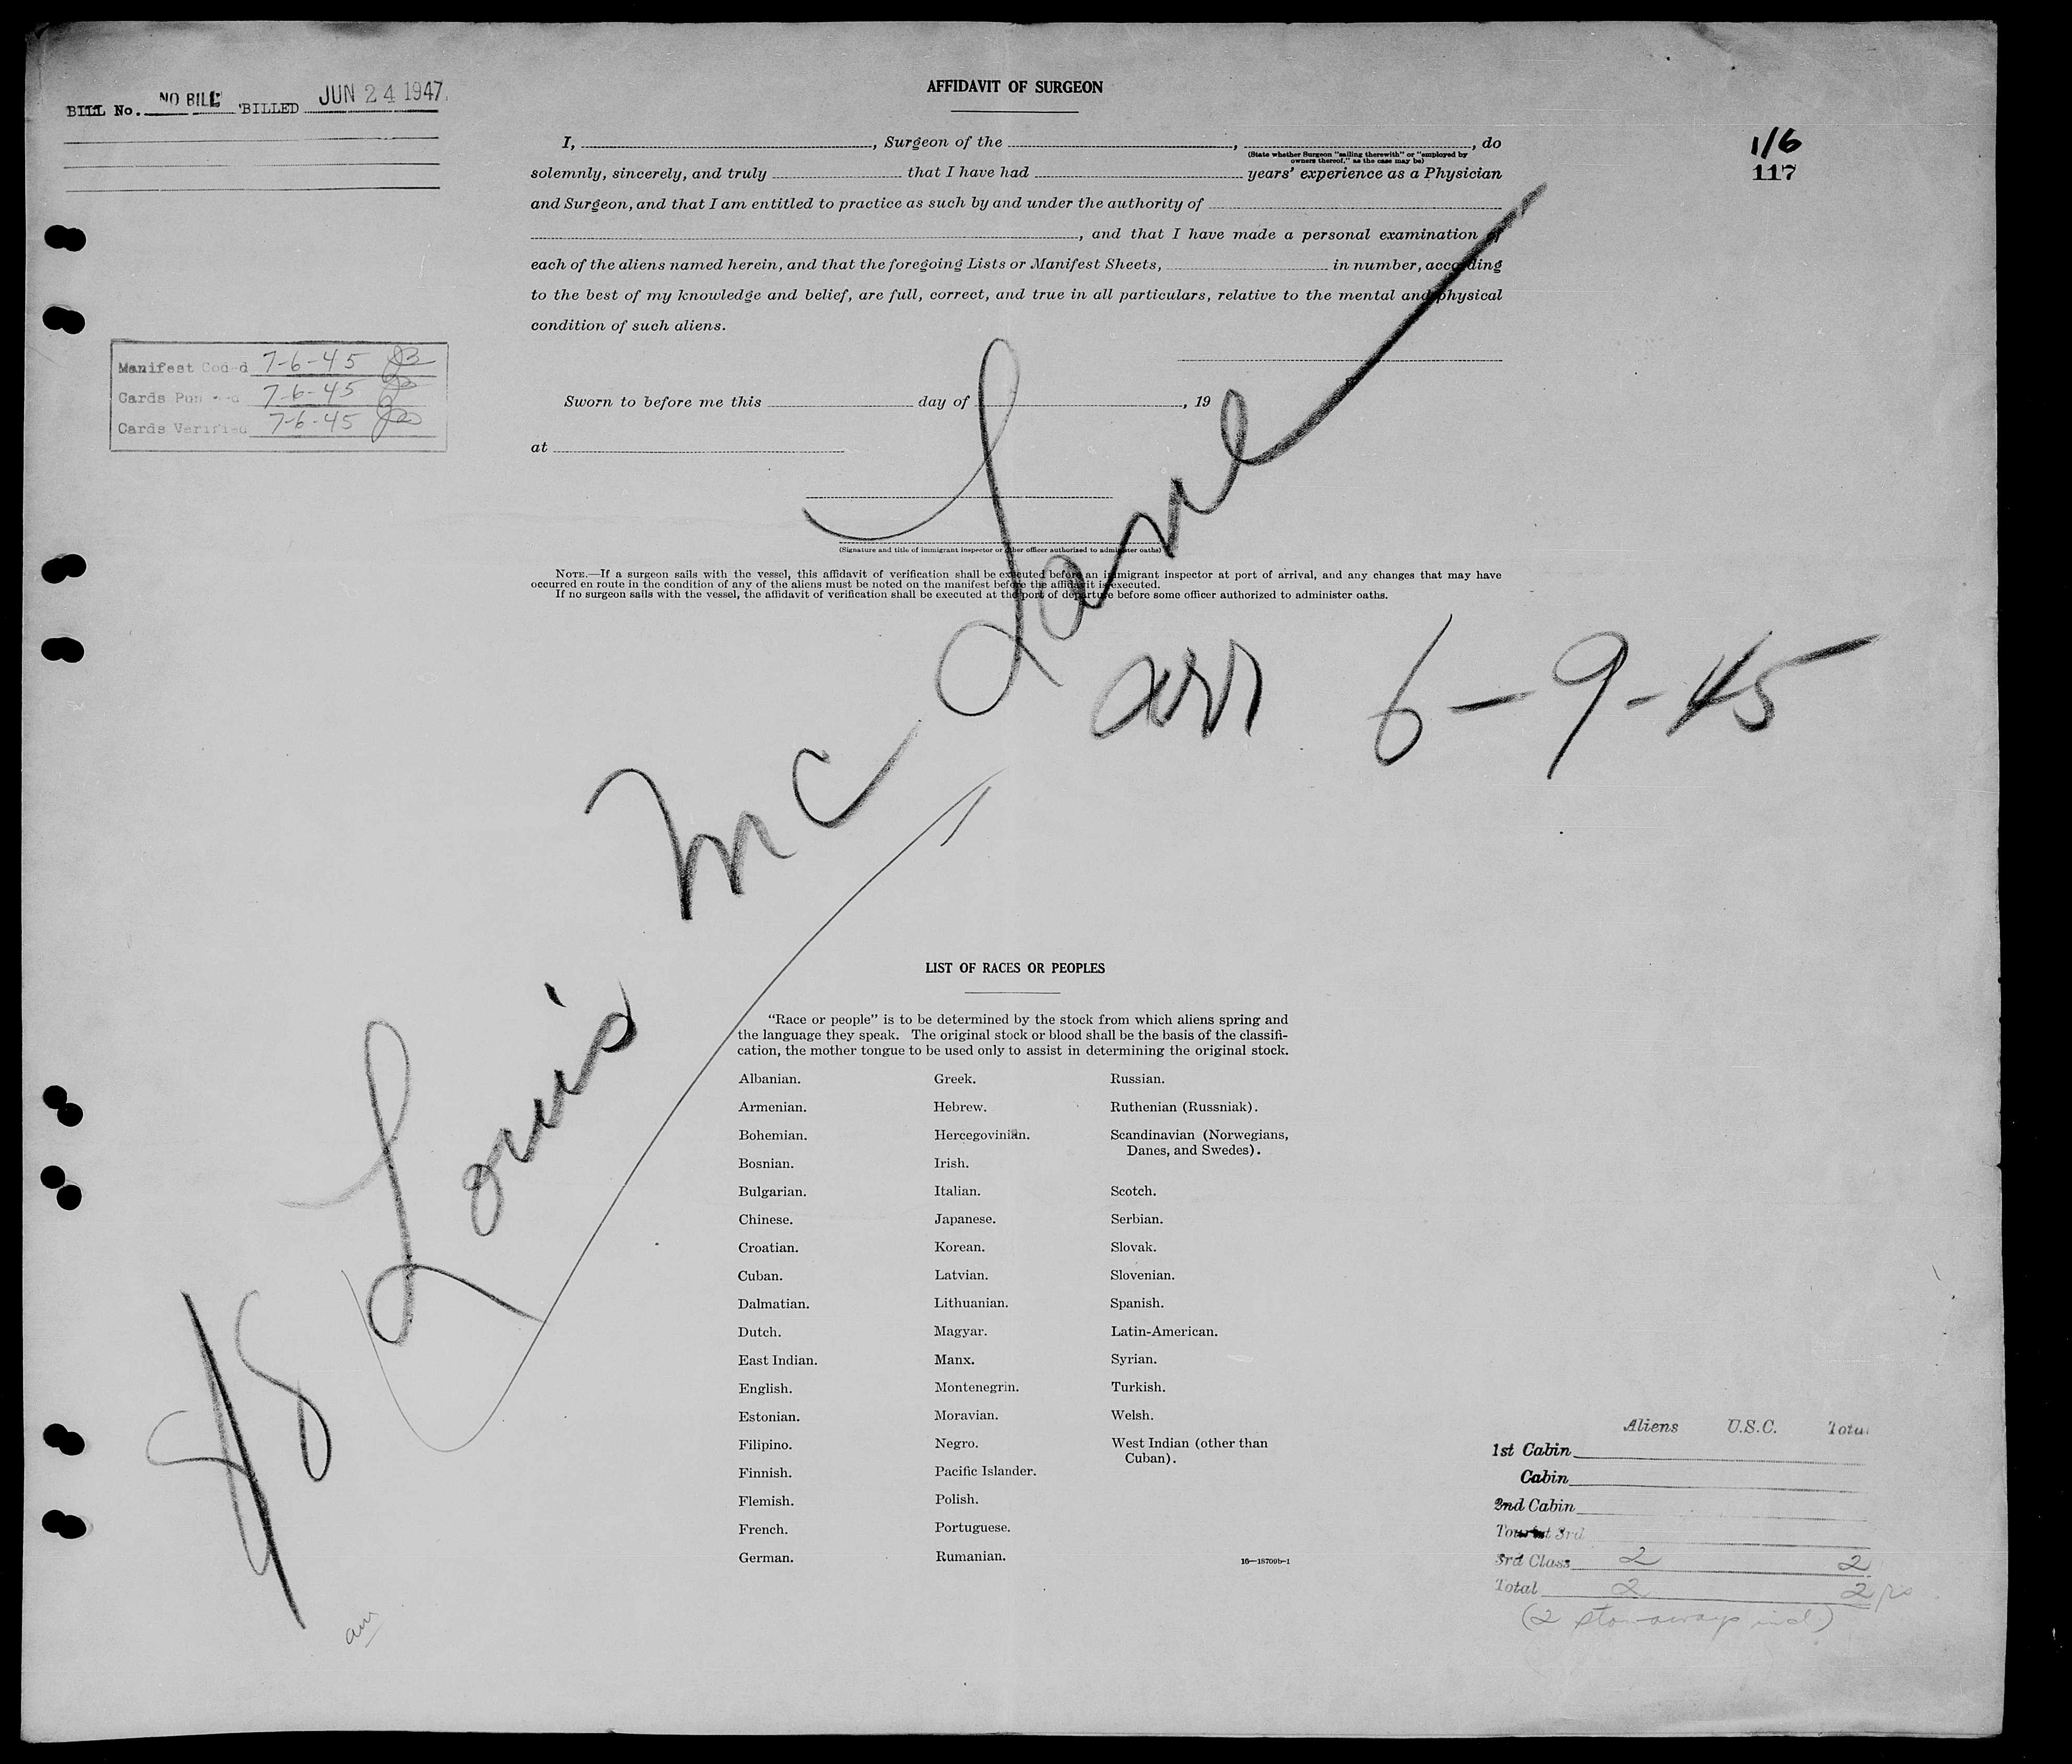 BILL No. NO BILL BILLED JUN 24 1947
AFFIDAVIT OF SURGEON
1/6
117
I, , Surgeon of the , , do
(State whether Surgeon "sailing therewith" or "employed by
owners thereof," as the case may be)
solemnly, sincerely, and truly that I have had years' experience as a Physician
and Surgeon, and that I am entitled to practice as such by and under the authority of
, and that I have made a personal examination of
each of the aliens named herein, and that the foregoing Lists or Manifest Sheets, in number, according
to the best of my knowledge and belief, are full, correct, and true in all particulars, relative to the mental and physical
condition of such aliens.
Manifest Coded 7-6-45
Cards Punched 7-6-45
Cards Verified 7-6-45
Sworn to before me this day of , 19
at
(Signature and title of immigrant inspector or other officer authorized to administer oaths)
NOTE.—If a surgeon sails with the vessel, this affidavit of verification shall be executed before an immigrant inspector at port of arrival, and any changes that may have
occurred en route in the condition of any of the aliens must be noted on the manifest before the affidavit is executed.
If no surgeon sails with the vessel, the affidavit of verification shall be executed at the port of departure before some officer authorized to administer oaths.
SS Louis McLane
arr 6-9-45
LIST OF RACES OR PEOPLES
"Race or people" is to be determined by the stock from which aliens spring and
the language they speak. The original stock or blood shall be the basis of the classifi-
cation, the mother tongue to be used only to assist in determining the original stock.
Albanian.
Armenian.
Bohemian.
Bosnian.
Bulgarian.
Chinese.
Croatian.
Cuban.
Dalmatian.
Dutch.
East Indian.
English.
Estonian.
Filipino.
Finnish.
Flemish.
French.
German.
Greek.
Hebrew.
Hercegovinian.
Irish.
Italian.
Japanese.
Korean.
Latvian.
Lithuanian.
Magyar.
Manx.
Montenegrin.
Moravian.
Negro.
Pacific Islander.
Polish.
Portuguese.
Rumanian.
Russian.
Ruthenian (Russniak).
Scandinavian (Norwegians,
Danes, and Swedes).
Scotch.
Serbian.
Slovak.
Slovenian.
Spanish.
Latin-American.
Syrian.
Turkish.
Welsh.
West Indian (other than
Cuban).
16—18709b-1
Aliens U.S.C. Total
1st Cabin
Cabin
2nd Cabin
Tourist 3rd
3rd Class 2 2
Total 2 2
(2 stowaways incl.)